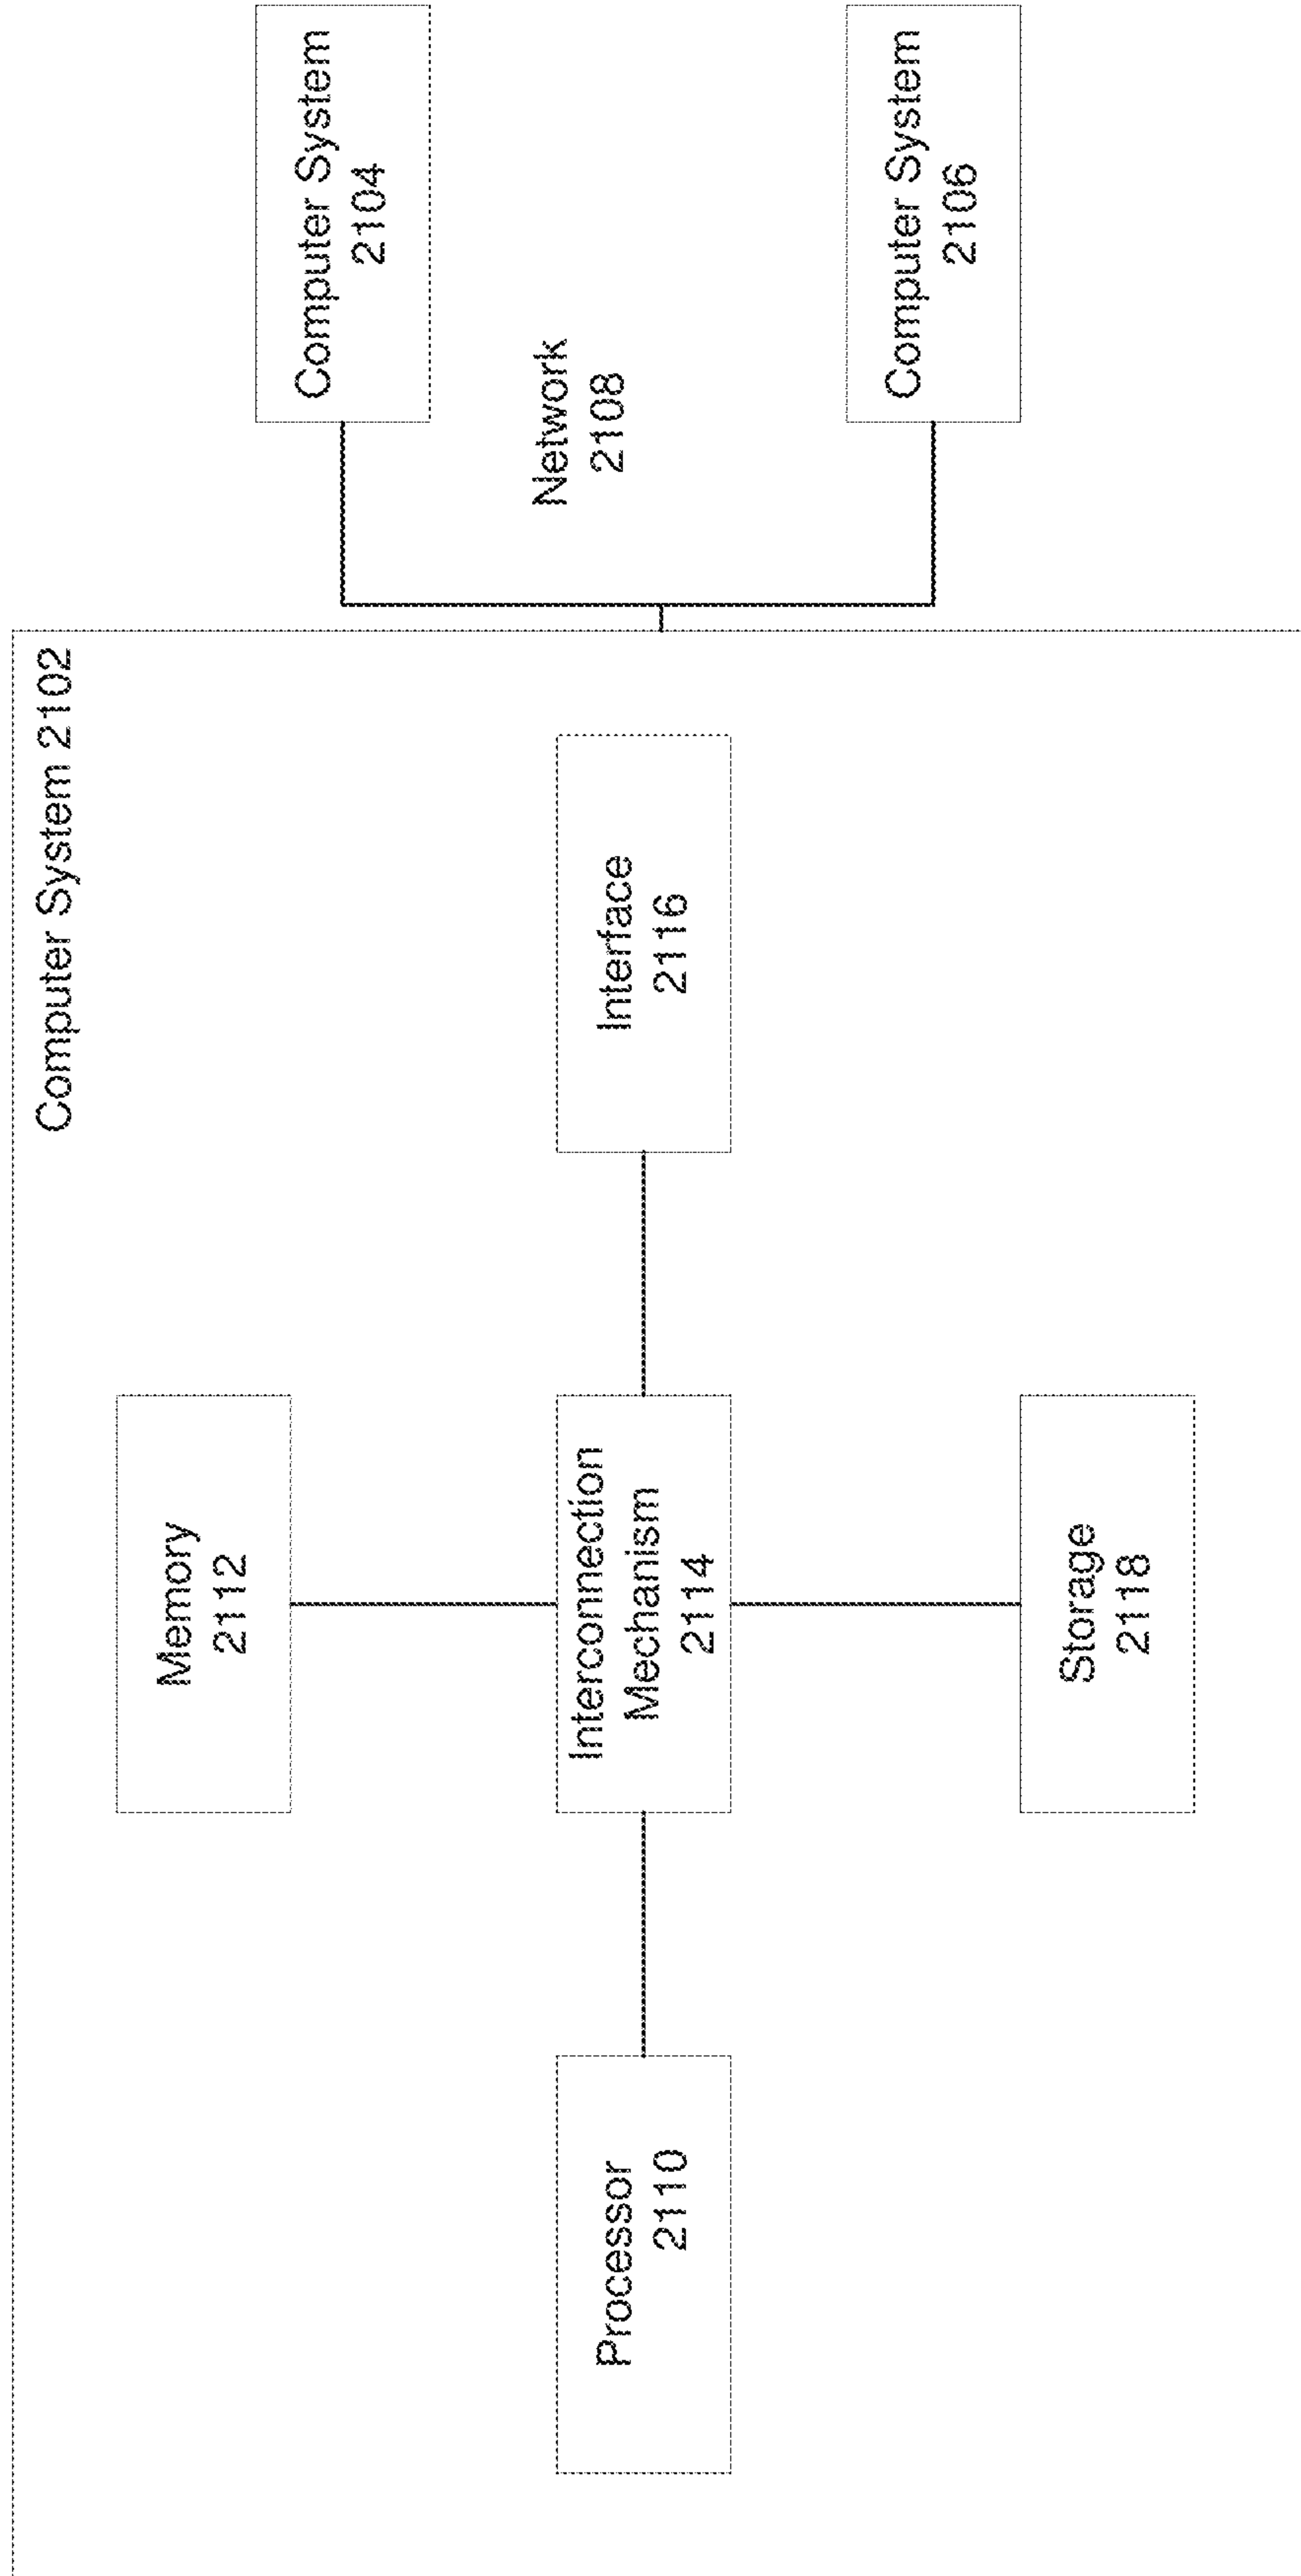 Computer System 2102
Memory
2112
Processor
2110
Interconnection
Mechanism
2114
Interface
2116
Storage
2118
Computer System
2104
Network
2108
Computer System
2106